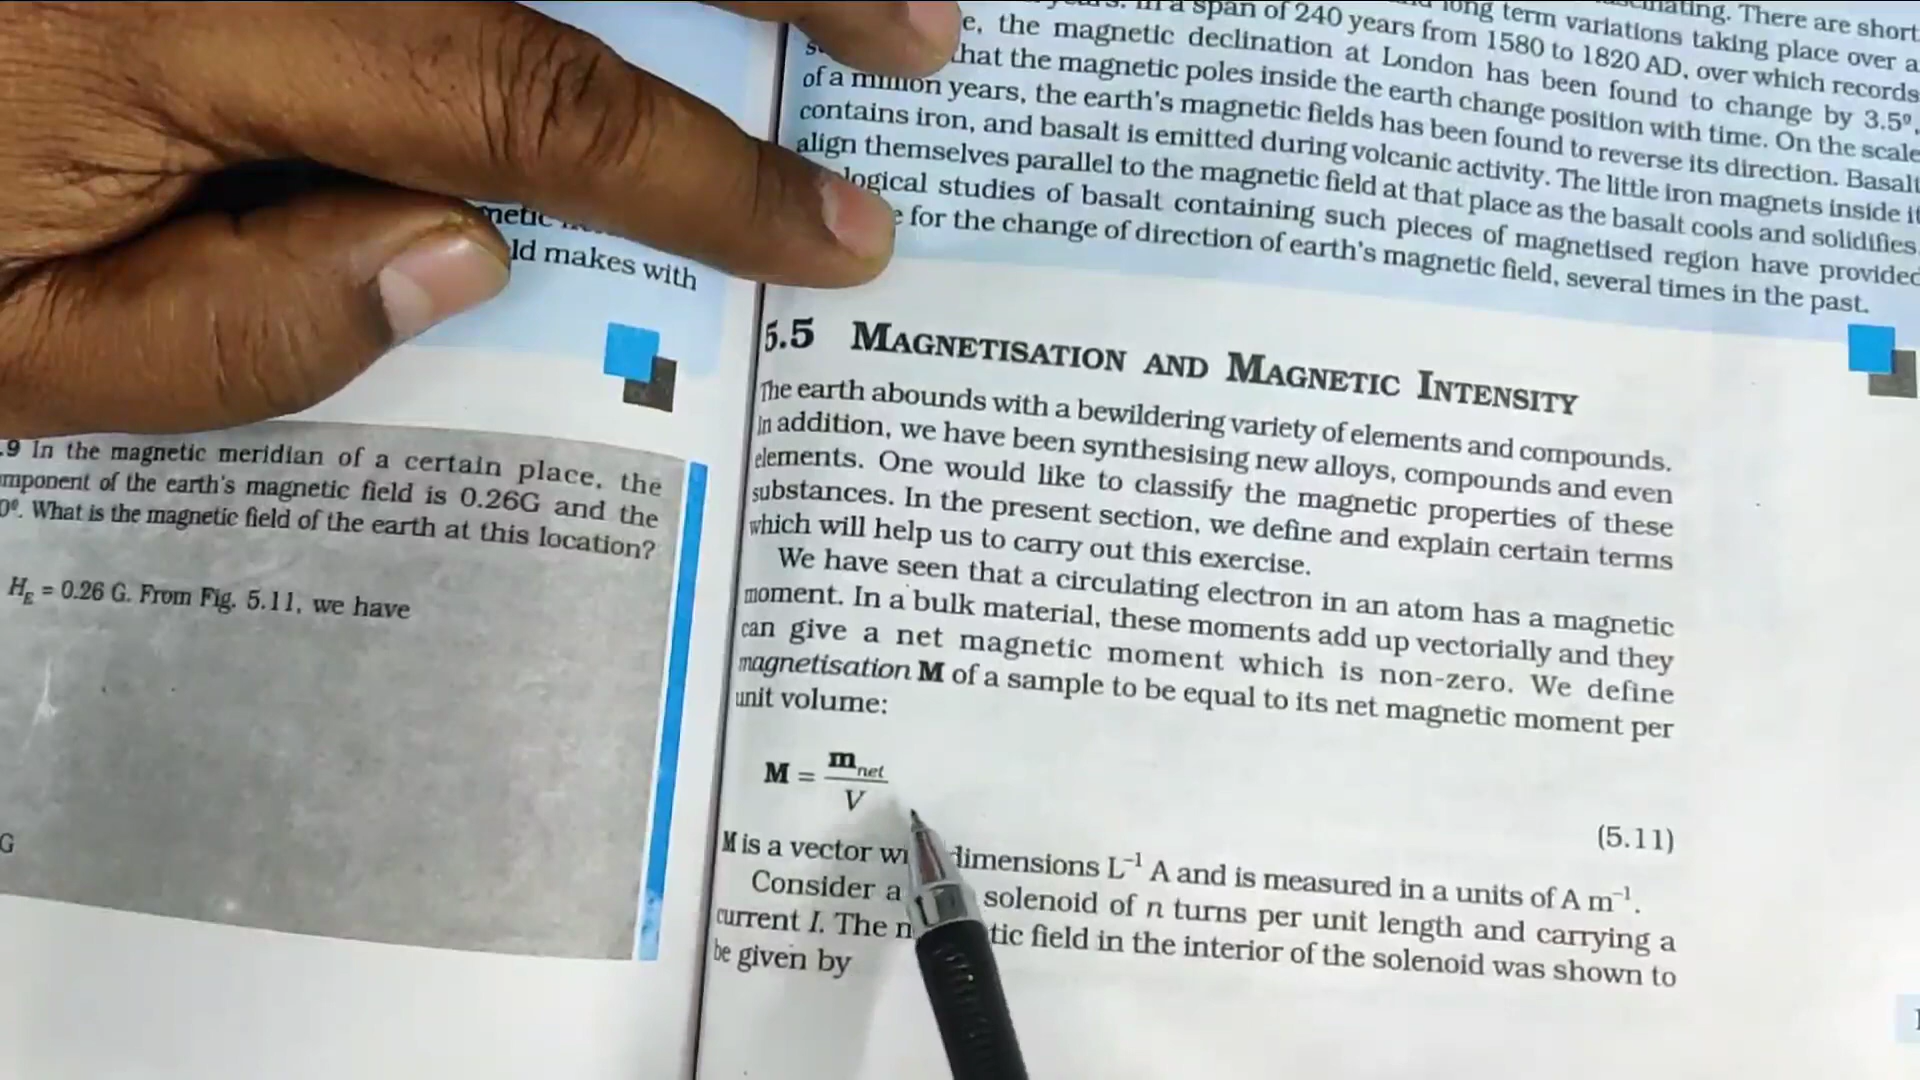 netic
ld makes with
.9 In the magnetic meridian of a certain place, the
mponent of the earth's magnetic field is 0.26G and the
0°. What is the magnetic field of the earth at this location?
H_E = 0.26 G. From Fig. 5.11, we have
G
In a span of 240 years from 1580 to 1820 AD, over which records
long term variations taking place over a
There are short
e, the magnetic declination at London has been found to change by 3.5°,
that the magnetic poles inside the earth change position with time. On the scale
of a million years, the earth's magnetic fields has been found to reverse its direction. Basalt
contains iron, and basalt is emitted during volcanic activity. The little iron magnets inside it
align themselves parallel to the magnetic field at that place as the basalt cools and solidifies.
logical studies of basalt containing such pieces of magnetised region have provided
e for the change of direction of earth's magnetic field, several times in the past.
5.5 MAGNETISATION AND MAGNETIC INTENSITY
The earth abounds with a bewildering variety of elements and compounds.
In addition, we have been synthesising new alloys, compounds and even
elements. One would like to classify the magnetic properties of these
substances. In the present section, we define and explain certain terms
which will help us to carry out this exercise.
We have seen that a circulating electron in an atom has a magnetic
moment. In a bulk material, these moments add up vectorially and they
can give a net magnetic moment which is non-zero. We define
magnetisation M of a sample to be equal to its net magnetic moment per
unit volume:
M = m_net / V
(5.11)
M is a vector dimensions L⁻¹ A and is measured in a units of A m⁻¹.
Consider a solenoid of n turns per unit length and carrying a
current I. The n tic field in the interior of the solenoid was shown to
be given by